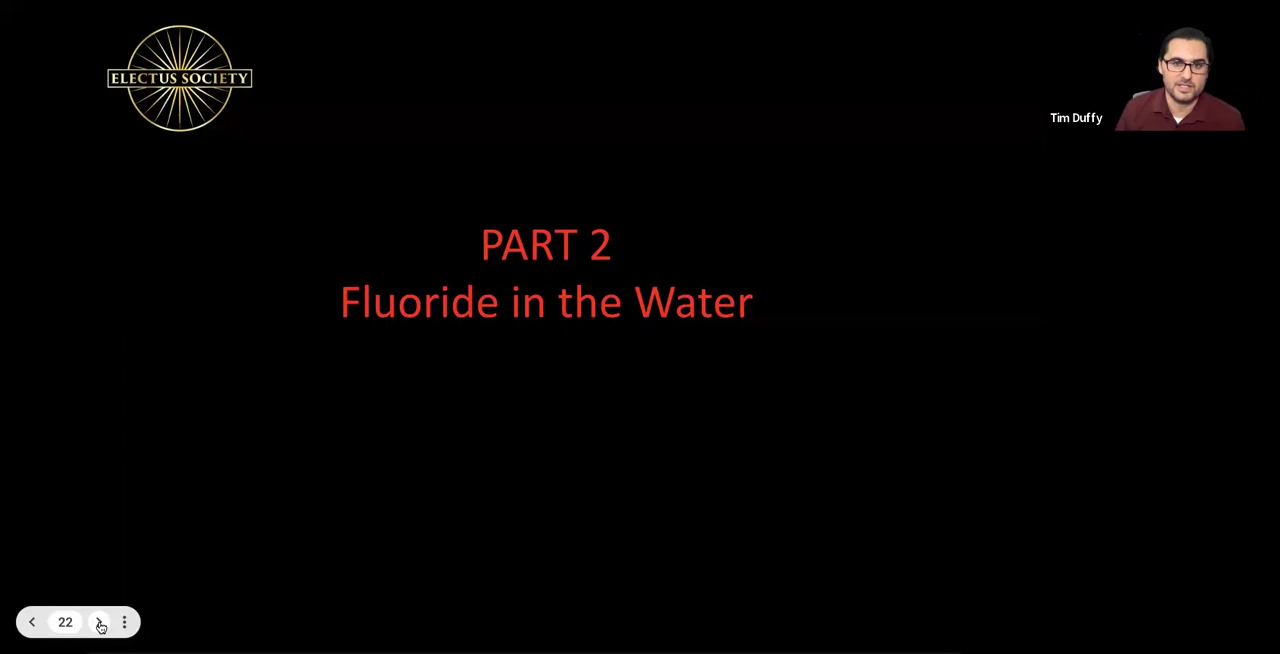 ELECTUS SOCIETY
Tim Duffy
PART 2
Fluoride in the Water
22